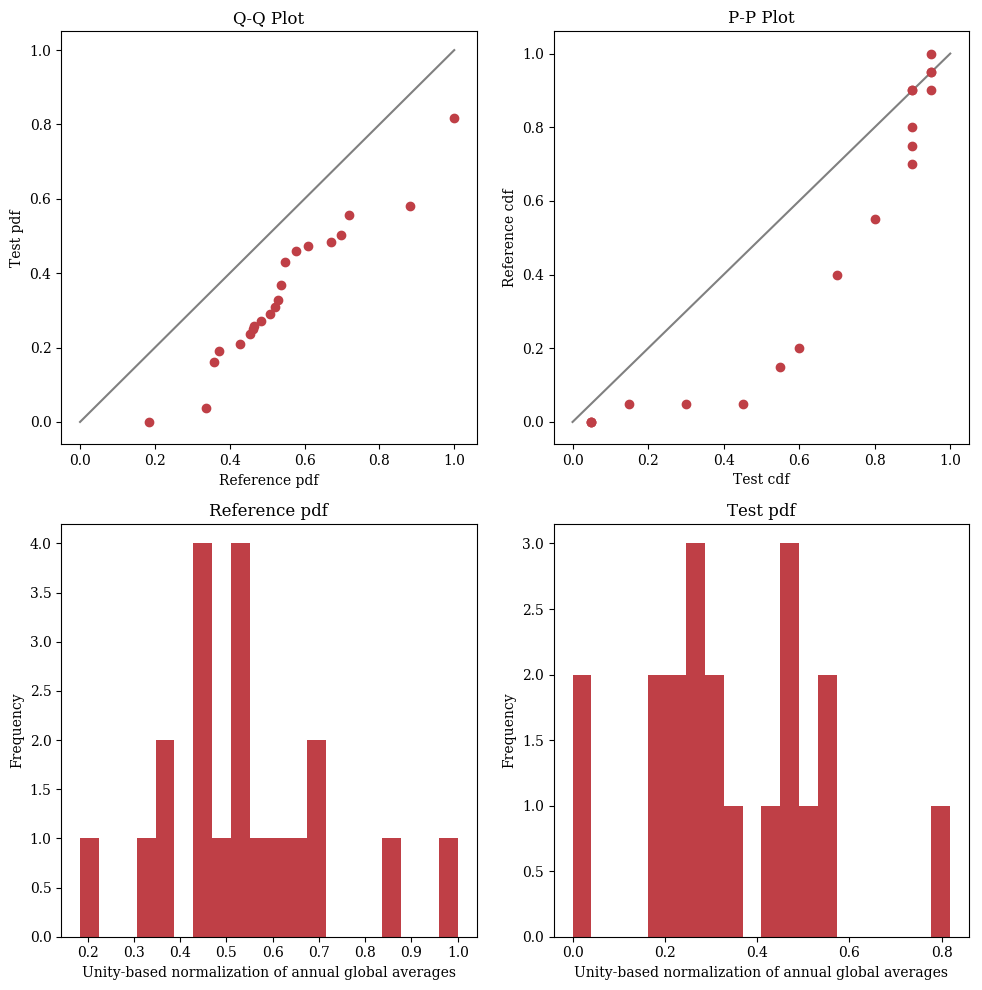 Q-Q Plot
1.0
0.8
0.6
0.4
0.2
0.0
Test pdf
0.0 0.2 0.4 0.6 0.8 1.0
Reference pdf
P-P Plot
1.0
0.8
0.6
0.4
0.2
0.0
Reference cdf
0.0 0.2 0.4 0.6 0.8 1.0
Test cdf
Reference pdf
4.0
3.5
3.0
2.5
2.0
1.5
1.0
0.5
0.0
Frequency
0.2 0.3 0.4 0.5 0.6 0.7 0.8 0.9 1.0
Unity-based normalization of annual global averages
Test pdf
3.0
2.5
2.0
1.5
1.0
0.5
0.0
Frequency
0.0 0.2 0.4 0.6 0.8
Unity-based normalization of annual global averages